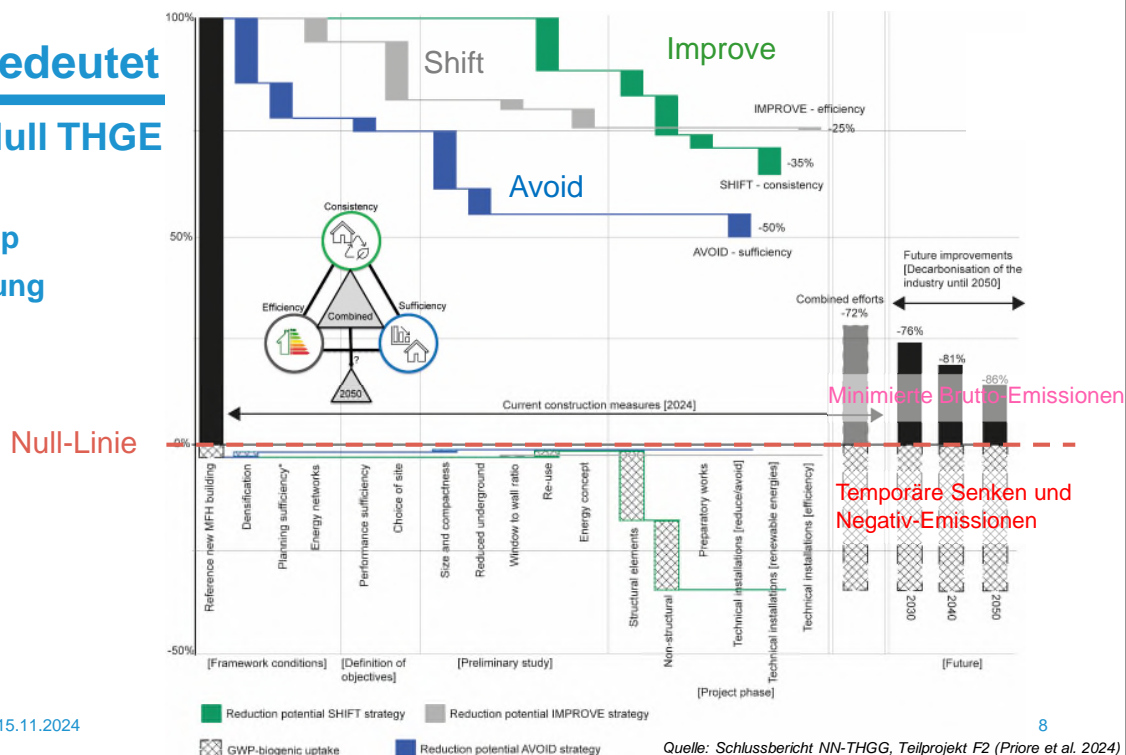 edeutet
ull THGE
p
ung
100%
50%
0%
-50%
Shift
Improve
Avoid
IMPROVE - efficiency
-25%
-35%
SHIFT - consistency
-50%
AVOID - sufficiency
Consistency
Efficiency
Sufficiency
Combined
?
2050
Future improvements
[Decarbonisation of the
industry until 2050]
Combined efforts
-72%
-76%
-81%
-86%
Minimierte Brutto-Emissionen
Current construction measures [2024]
Null-Linie
Temporäre Senken und
Negativ-Emissionen
Reference new MFH building
Densification
Planning sufficiency*
Energy networks
Performance sufficiency
Choice of site
Size and compactness
Reduced underground
Window to wall ratio
Re-use
Energy concept
Structural elements
Non-structural
Preparatory works
Technical installations [reduce/avoid]
Technical installations [renewable energies]
Technical installations [efficiency]
2030
2040
2050
[Framework conditions]
[Definition of
objectives]
[Preliminary study]
[Project phase]
[Future]
Reduction potential SHIFT strategy
Reduction potential IMPROVE strategy
GWP-biogenic uptake
Reduction potential AVOID strategy
15.11.2024
8
Quelle: Schlussbericht NN-THGG, Teilprojekt F2 (Priore et al. 2024)